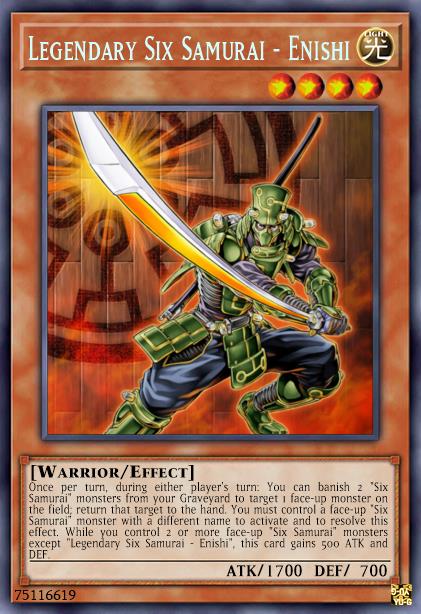 Legendary Six Samurai - Enishi
LIGHT
光
[Warrior/Effect]
Once per turn, during either player's turn: You can banish 2 "Six
Samurai" monsters from your Graveyard to target 1 face-up monster on
the field; return that target to the hand. You must control a face-up "Six
Samurai" monster with a different name to activate and to resolve this
effect. While you control 2 or more face-up "Six Samurai" monsters
except "Legendary Six Samurai - Enishi", this card gains 500 ATK and
DEF.
ATK/1700 DEF/ 700
75116619